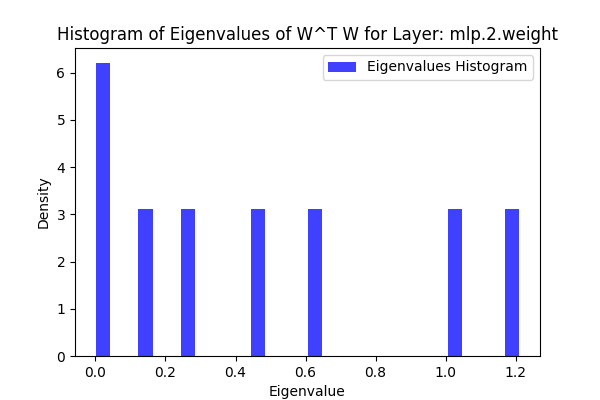 Histogram of Eigenvalues of W^T W for Layer: mlp.2.weight
Eigenvalues Histogram
6
5
4
3
2
1
0
Density
0.0 0.2 0.4 0.6 0.8 1.0 1.2
Eigenvalue